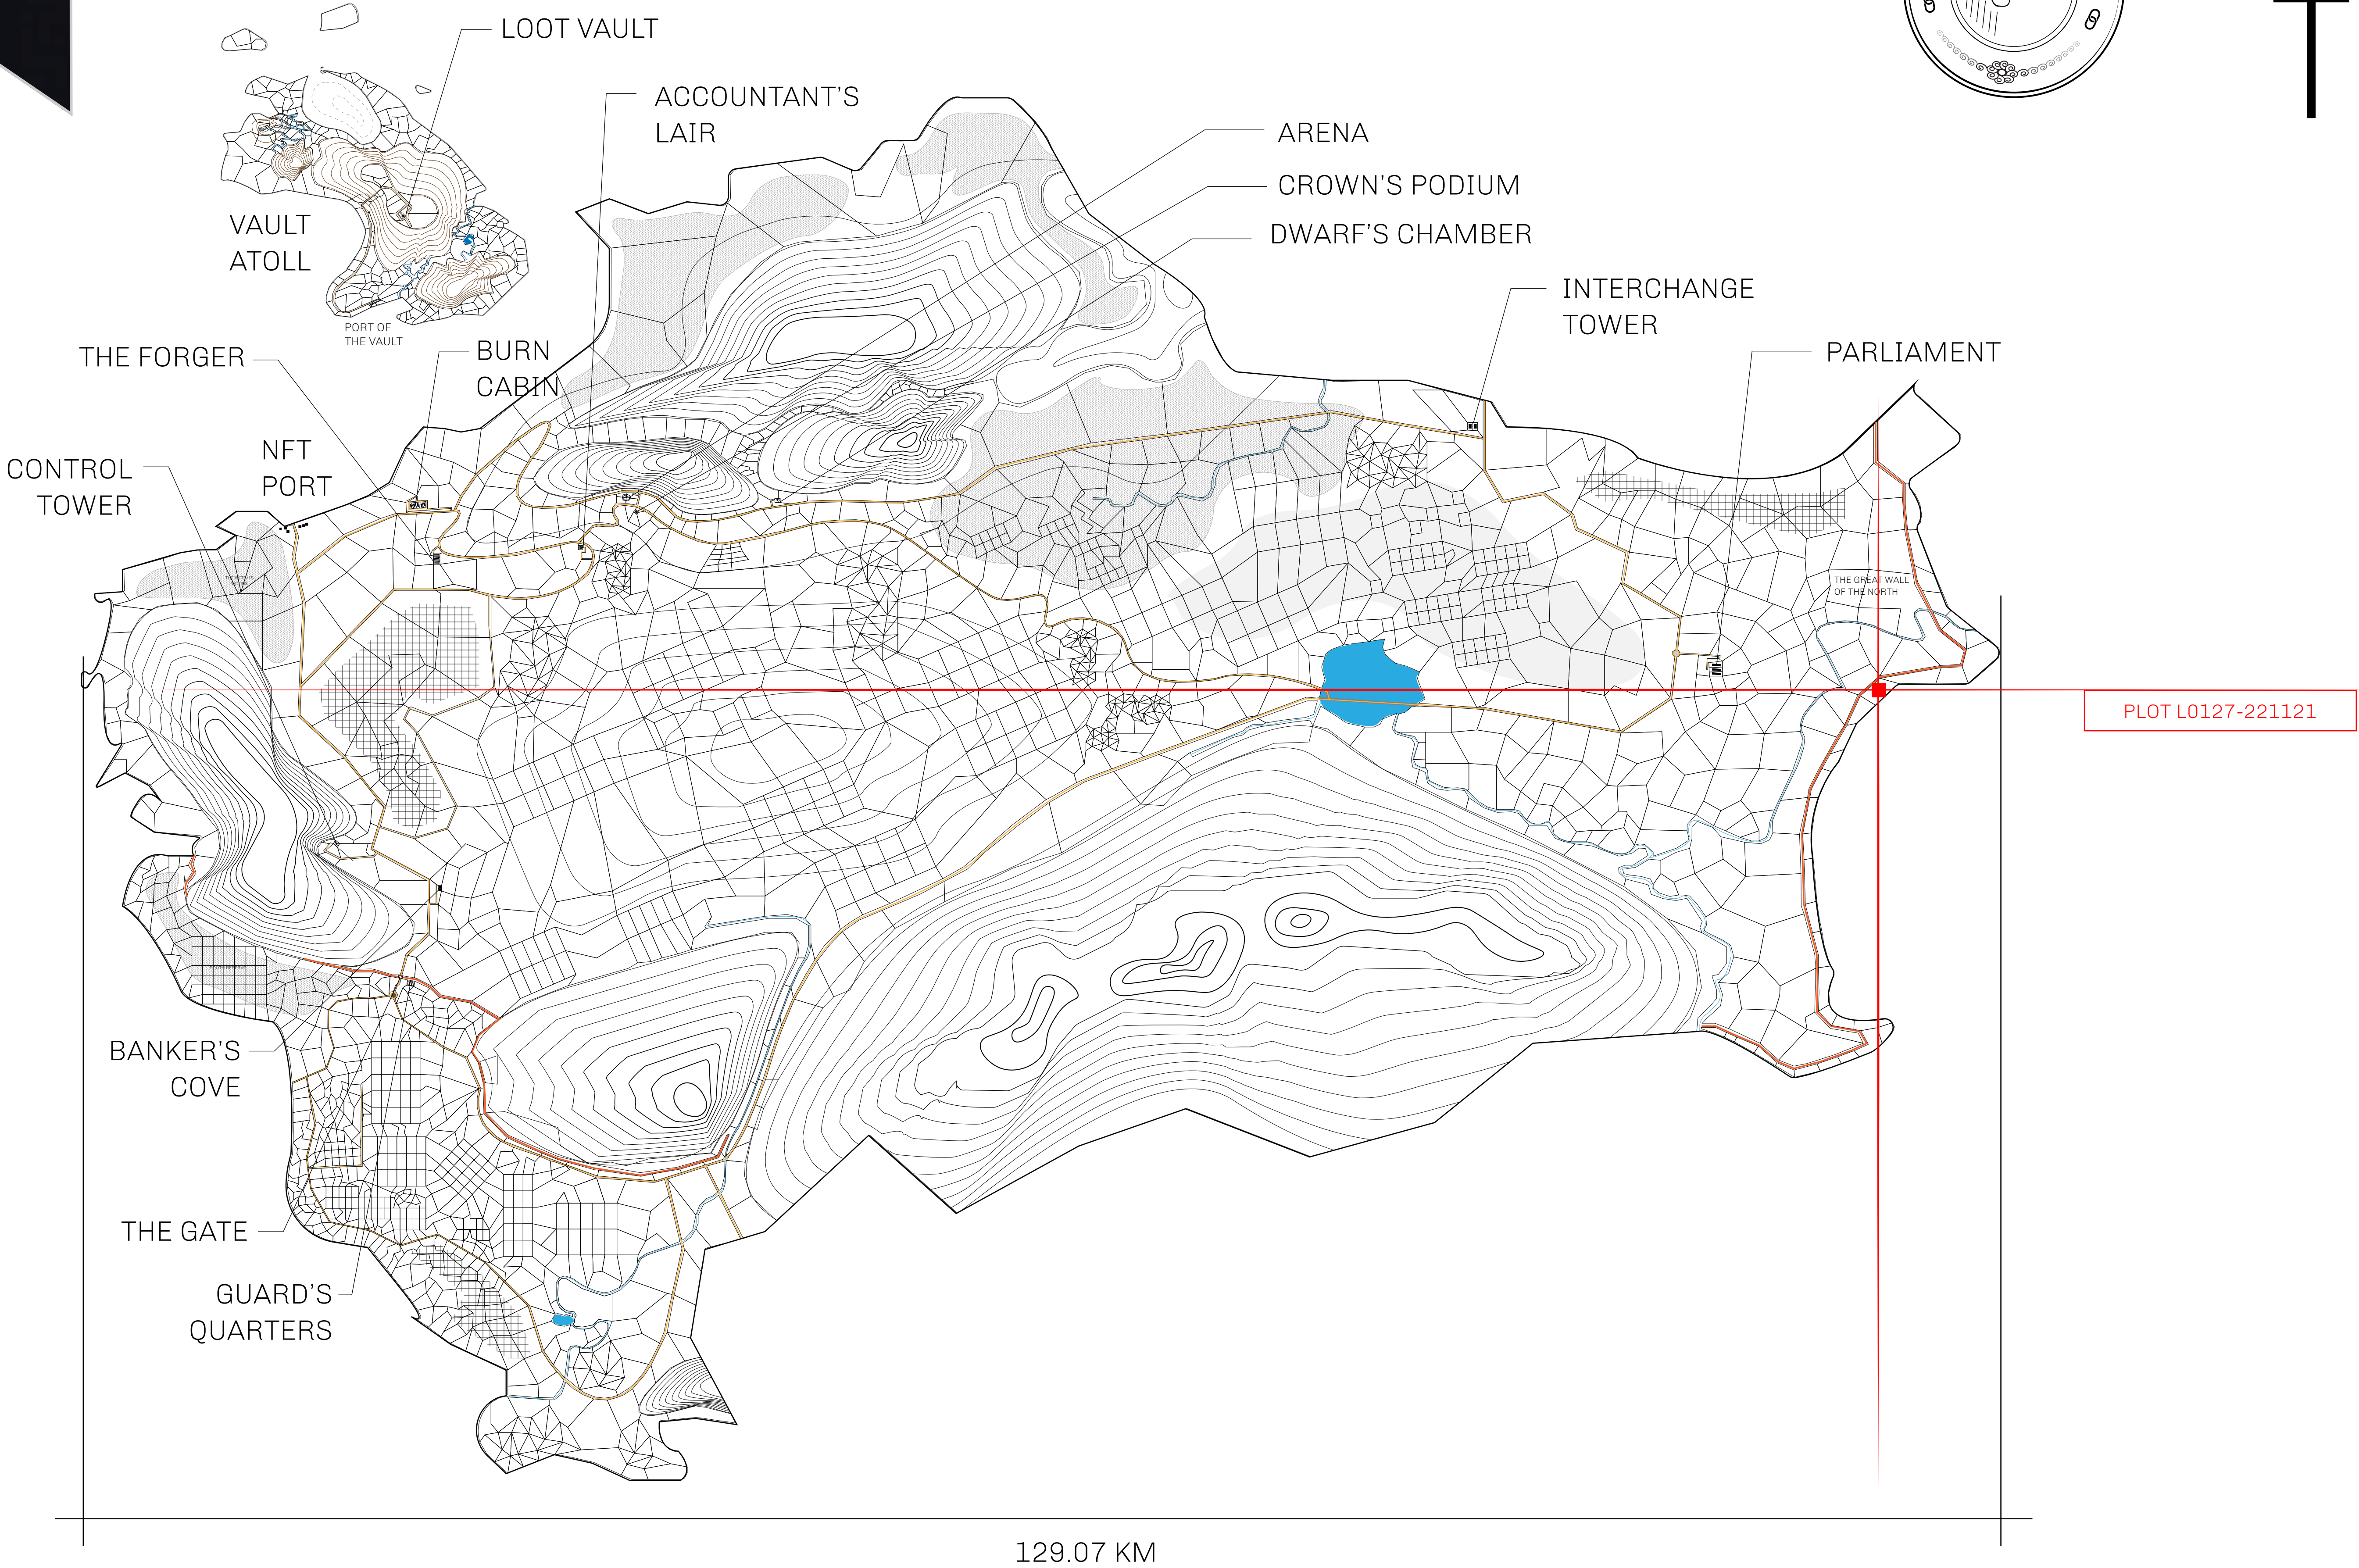 LOOT VAULT
ACCOUNTANT'S
LAIR
ARENA
CROWN'S PODIUM
DWARF'S CHAMBER
VAULT
ATOLL
INTERCHANGE
TOWER
PORT OF
THE VAULT
THE FORGER
BURN
CABIN
PARLIAMENT
NFT
PORT
CONTROL
TOWER
THE GREAT WALL
OF THE NORTH
PLOT L0127-221121
SOUTH RESERVE
BANKER'S
COVE
THE GATE
GUARD'S
QUARTERS
129.07 KM